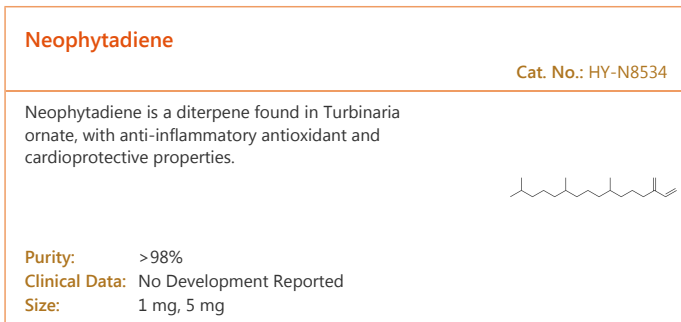 Neophytadiene
Cat. No.: HY-N8534
Neophytadiene is a diterpene found in Turbinaria
ornate, with anti-inflammatory antioxidant and
cardioprotective properties.
Purity: >98%
Clinical Data: No Development Reported
Size: 1 mg, 5 mg